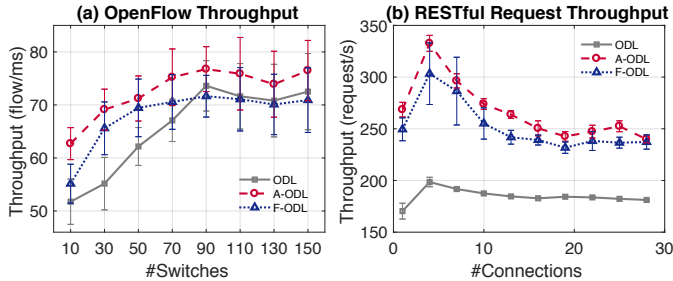 (a) OpenFlow Throughput
Throughput (flow/ms)
80
70
60
50
ODL
A-ODL
F-ODL
10 30 50 70 90 110 130 150
#Switches
(b) RESTful Request Throughput
Throughput (request/s)
350
300
250
200
150
ODL
A-ODL
F-ODL
0 10 20 30
#Connections